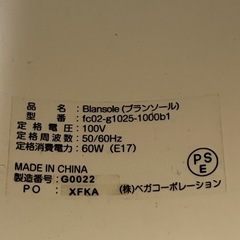 品名：Blansole（ブランソール）
型番：fc02-g1025-1000b1
定格電圧：100V
定格周波数：50/60Hz
定格消費電力：60W（E17）
PSE
MADE IN CHINA
製造番号：G0022
PO：XFKA
(株)ベガコーポレーション